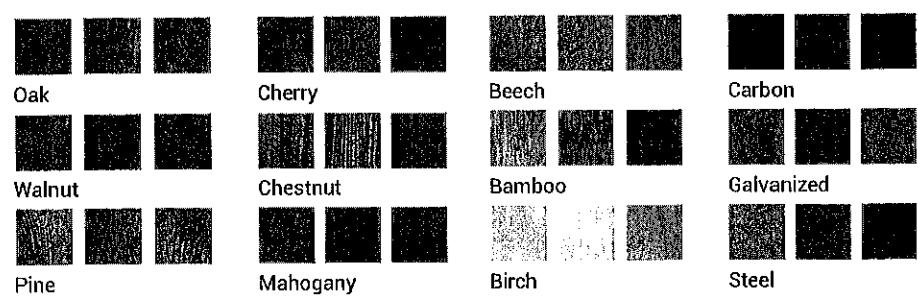 Oak Cherry Beech Carbon
Walnut Chestnut Bamboo Galvanized
Pine Mahogany Birch Steel